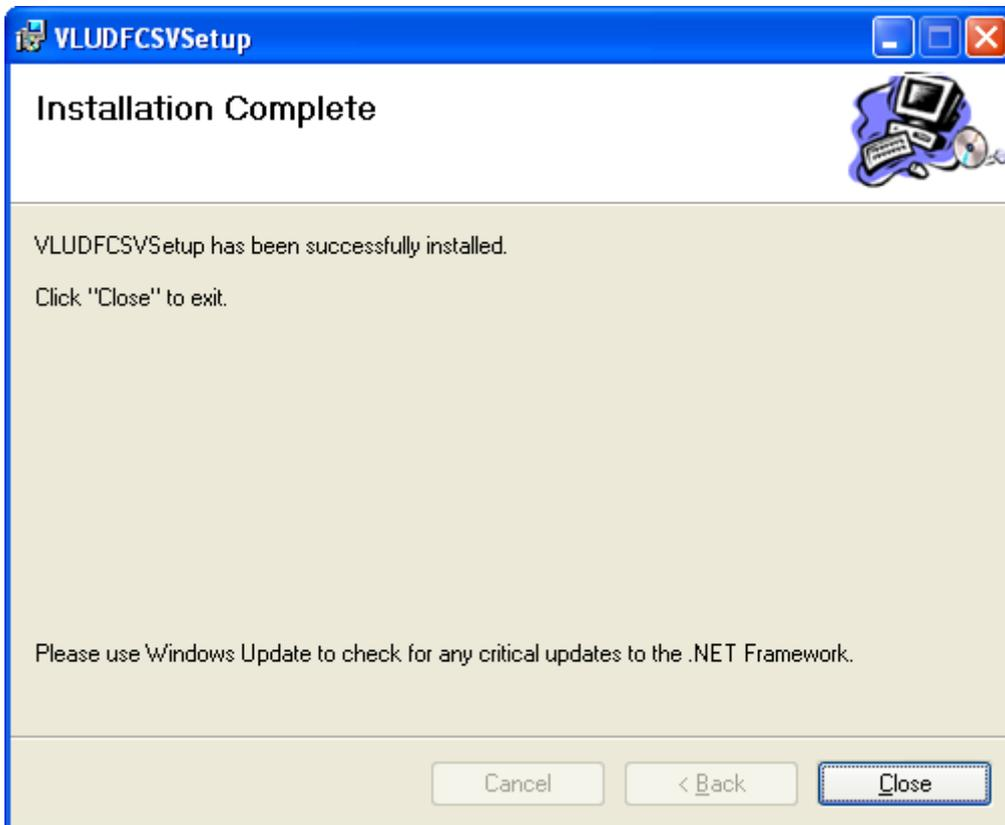 VLUDFCSVSetup
Installation Complete
VLUDFCSVSetup has been successfully installed.
Click "Close" to exit.
Please use Windows Update to check for any critical updates to the .NET Framework.
Cancel
< Back
Close